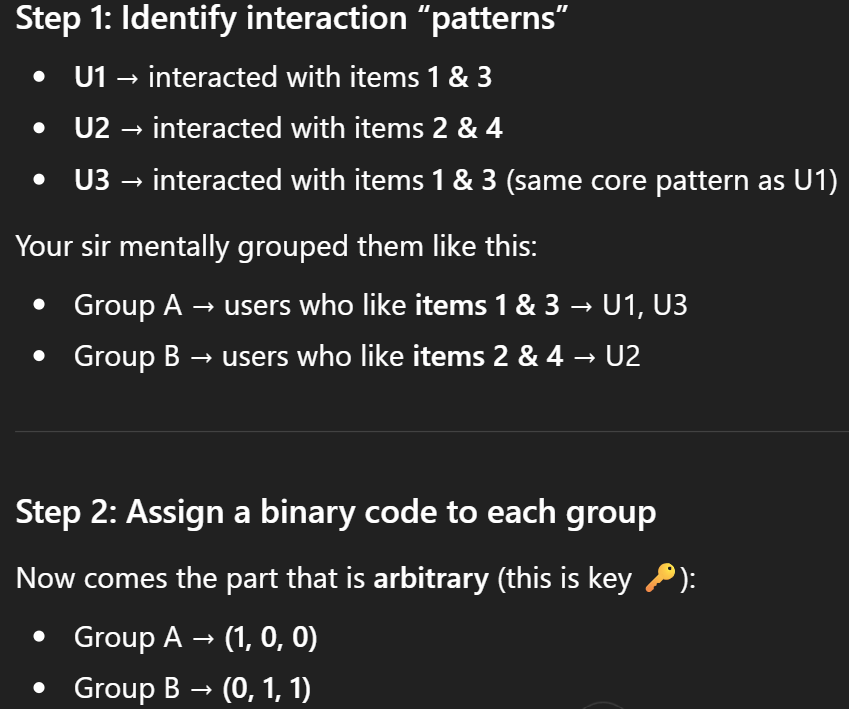 Step 1: Identify interaction “patterns”
• U1 → interacted with items 1 & 3
• U2 → interacted with items 2 & 4
• U3 → interacted with items 1 & 3 (same core pattern as U1)
Your sir mentally grouped them like this:
• Group A → users who like items 1 & 3 → U1, U3
• Group B → users who like items 2 & 4 → U2
Step 2: Assign a binary code to each group
Now comes the part that is arbitrary (this is key 🔑):
• Group A → (1, 0, 0)
• Group B → (0, 1, 1)